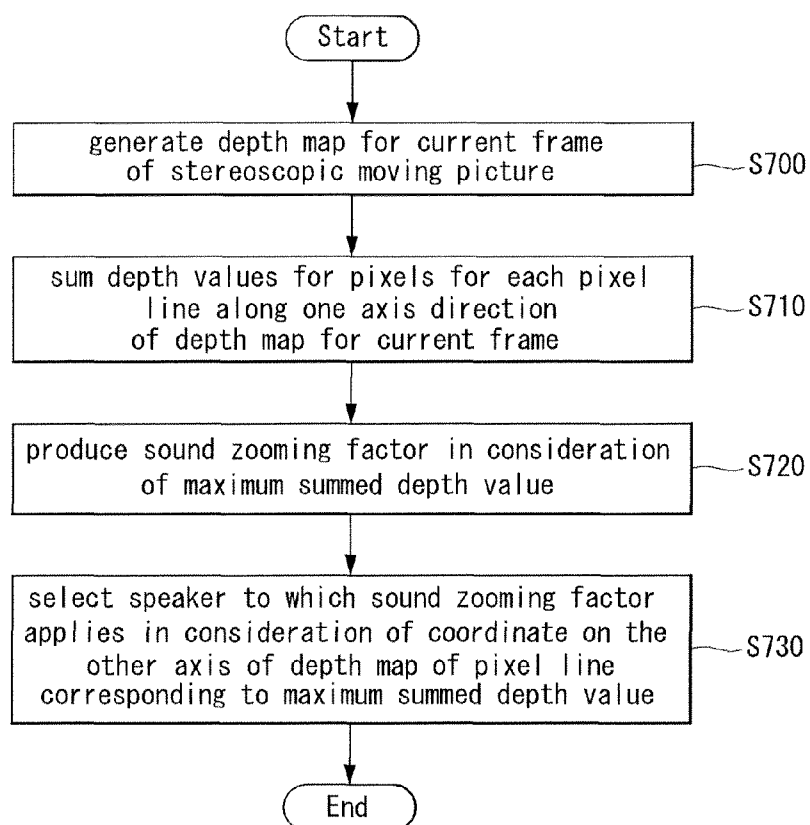 Start
generate depth map for current frame
of stereoscopic moving picture
S700
sum depth values for pixels for each pixel
line along one axis direction
of depth map for current frame
S710
produce sound zooming factor in consideration
of maximum summed depth value
S720
select speaker to which sound zooming factor
applies in consideration of coordinate on the
other axis of depth map of pixel line
corresponding to maximum summed depth value
S730
End